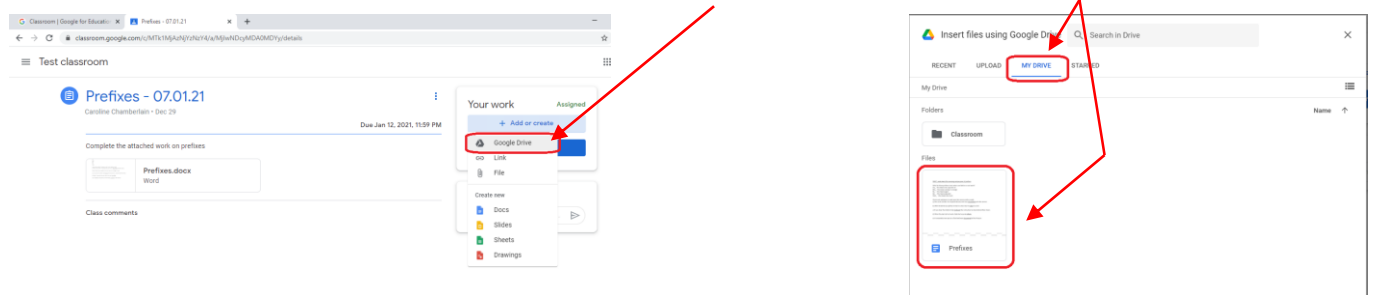 Classroom | Google for Education
Prefixes - 07.01.21
classroom.google.com/c/
/details
Test classroom
Prefixes - 07.01.21
Caroline Chamberlain • Dec 29
Due Jan 12, 2021, 11:59 PM
Complete the attached work on prefixes
Prefixes.docx
Word
Class comments
Your work
Assigned
+ Add or create
Google Drive
Link
File
Create new
Docs
Slides
Sheets
Drawings
Insert files using Google Drive
Search in Drive
RECENT UPLOAD MY DRIVE STARRED
My Drive
Folders
Name
Classroom
Files
Prefixes